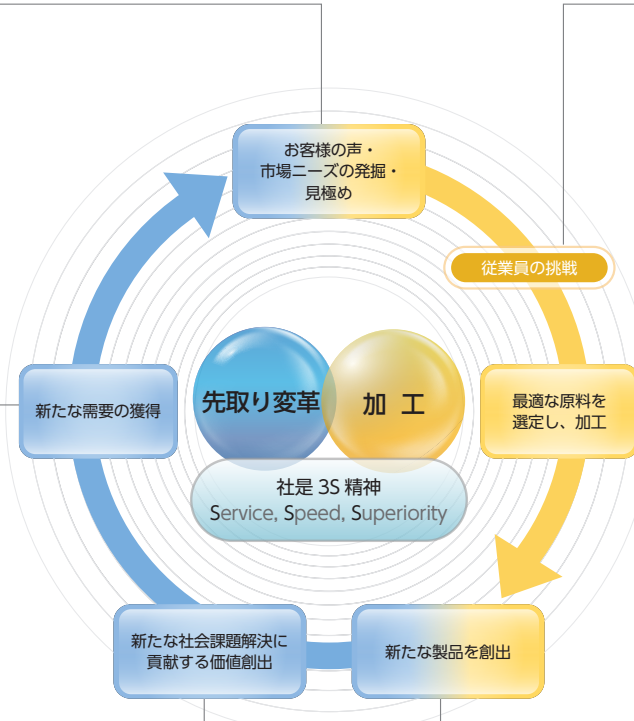 お客様の声・
市場ニーズの発掘・
見極め
従業員の挑戦
最適な原料を
選定し、加工
新たな製品を創出
新たな社会課題解決に
貢献する価値創出
新たな需要の獲得
先取り変革
加 工
社是 3S 精神
Service, Speed, Superiority